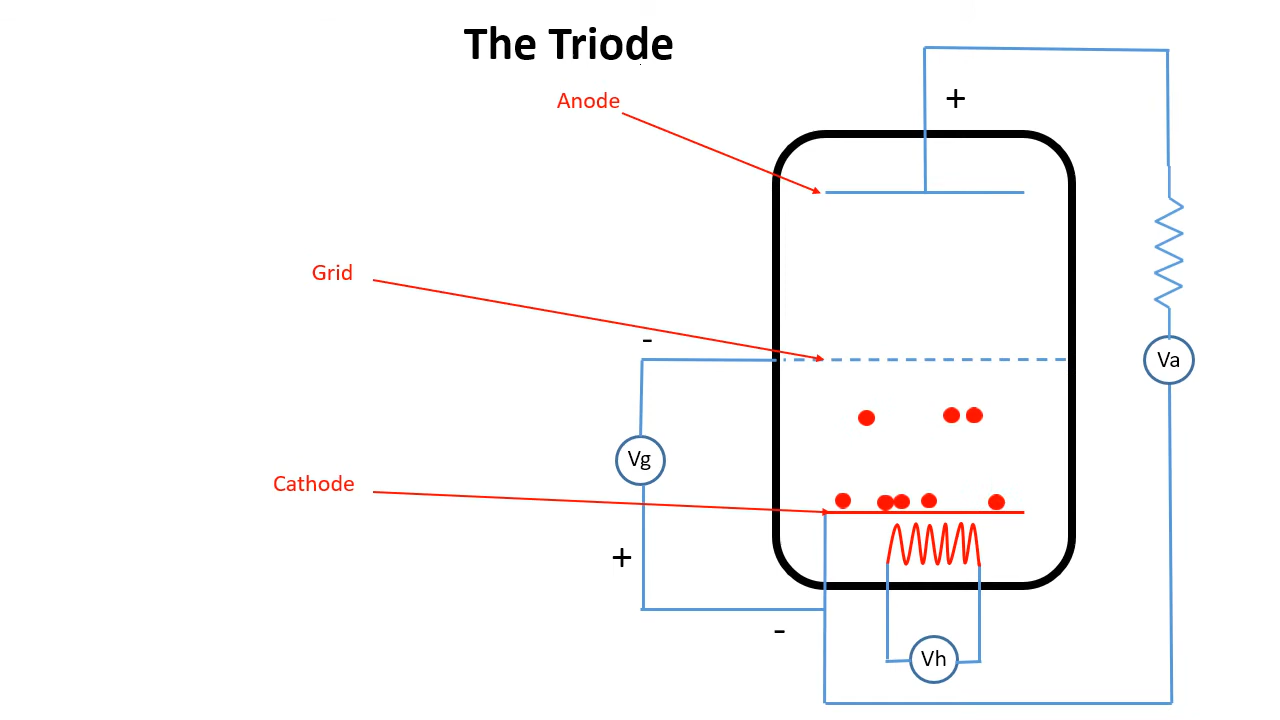 The Triode
Anode
+
Grid
-
Va
Vg
Cathode
+
-
Vh